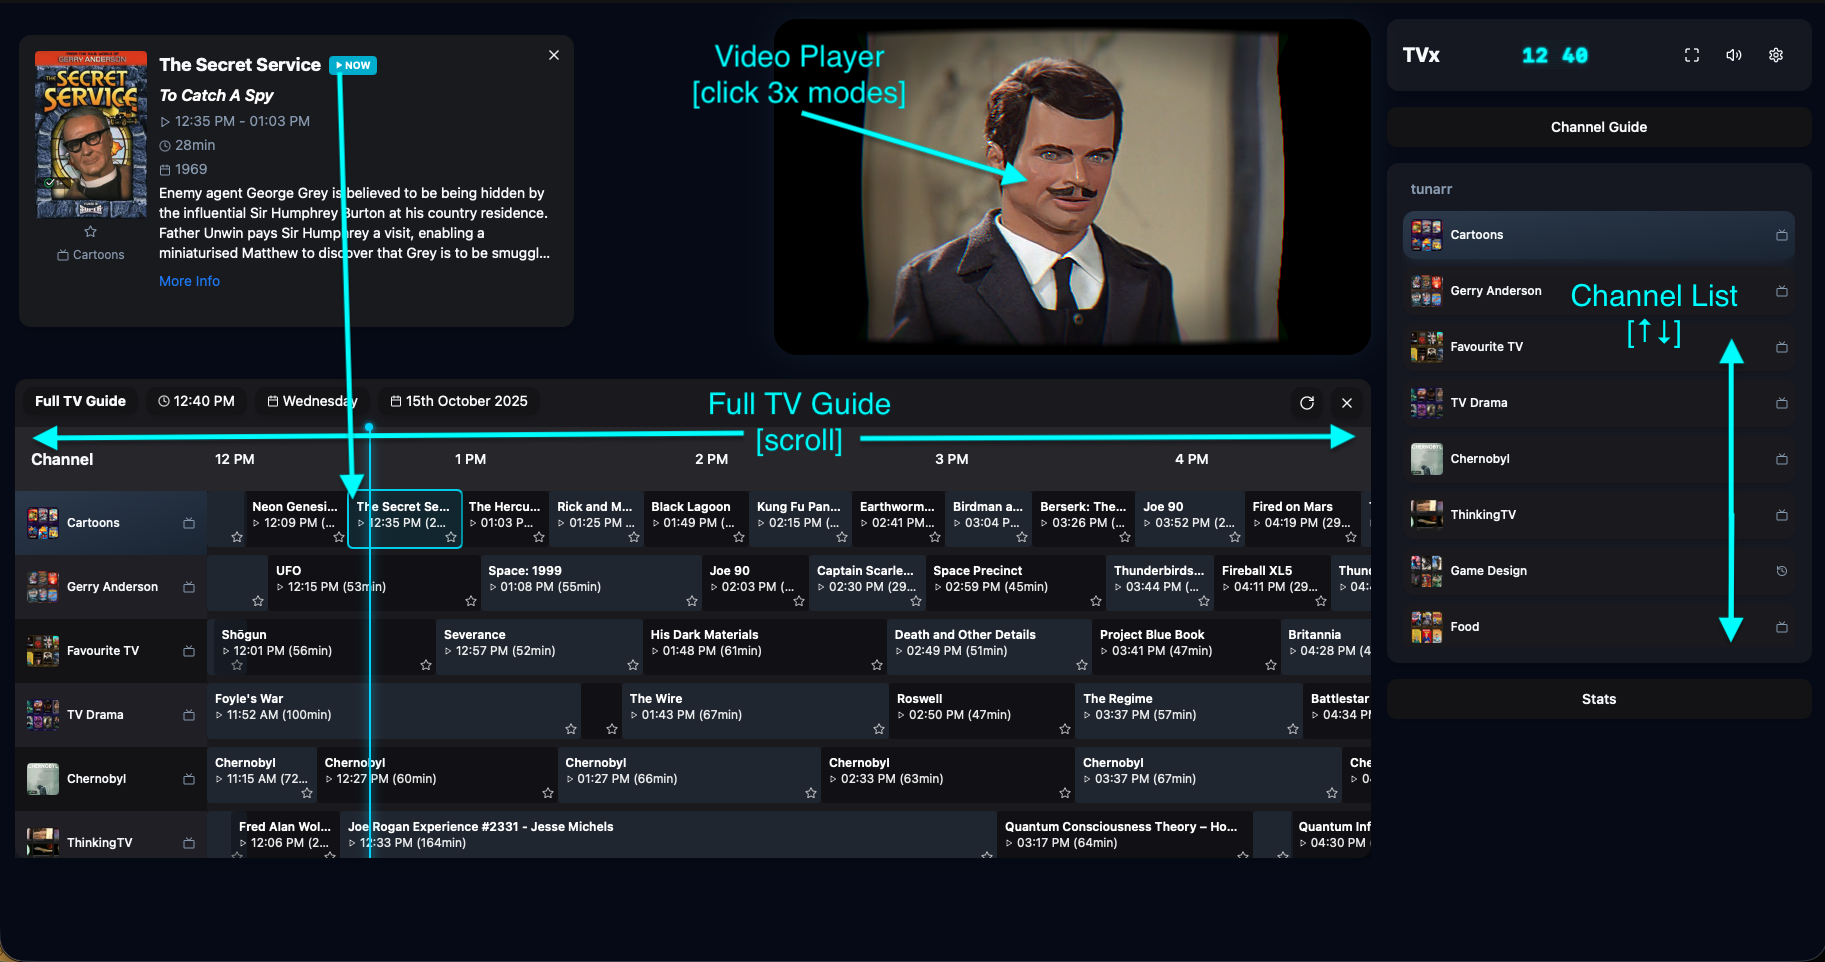 FROM THE FAB WORLD OF
GERRY ANDERSON
THE
SECRET
SERVICE
The Secret Service
NOW
To Catch A Spy
12:35 PM - 01:03 PM
28min
1969
Enemy agent George Grey is believed to be being hidden by
the influential Sir Humphrey Burton at his country residence.
Father Unwin pays Sir Humphrey a visit, enabling a
miniaturised Matthew to discover that Grey is to be smuggl...
More Info
Cartoons
Video Player
[click 3x modes]
TVx
12 40
Channel Guide
tunarr
Cartoons
Gerry Anderson
Channel List
[↑↓]
Favourite TV
TV Drama
Chernobyl
ThinkingTV
Game Design
Food
Stats
Full TV Guide
12:40 PM
Wednesday
15th October 2025
Full TV Guide
[scroll]
Channel
12 PM
1 PM
2 PM
3 PM
4 PM
Cartoons
Neon Genesi...
12:09 PM (...
The Secret Se...
12:35 PM (2...
The Hercu...
01:03 P...
Rick and M...
01:25 PM ...
Black Lagoon
01:49 PM (...
Kung Fu Pan...
02:15 PM (...
Earthworm...
02:41 PM...
Birdman a...
03:04 P...
Berserk: The...
03:26 PM (...
Joe 90
03:52 PM (2...
Fired on Mars
04:19 PM (29...
Gerry Anderson
UFO
12:15 PM (53min)
Space: 1999
01:08 PM (55min)
Joe 90
02:03 PM (...
Captain Scarle...
02:30 PM (29...
Space Precinct
02:59 PM (45min)
Thunderbirds...
03:44 PM (...
Fireball XL5
04:11 PM (29...
Thun
04:4
Favourite TV
Shōgun
12:01 PM (56min)
Severance
12:57 PM (52min)
His Dark Materials
01:48 PM (61min)
Death and Other Details
02:49 PM (51min)
Project Blue Book
03:41 PM (47min)
Britannia
04:28 PM (4
TV Drama
Foyle's War
11:52 AM (100min)
The Wire
01:43 PM (67min)
Roswell
02:50 PM (47min)
The Regime
03:37 PM (57min)
Battlestar
04:34 PM
Chernobyl
Chernobyl
11:15 AM (72...
Chernobyl
12:27 PM (60min)
Chernobyl
01:27 PM (66min)
Chernobyl
02:33 PM (63min)
Chernobyl
03:37 PM (67min)
Che
04
ThinkingTV
Fred Alan Wol...
12:06 PM (2...
Joe Rogan Experience #2331 - Jesse Michels
12:33 PM (164min)
Quantum Consciousness Theory – Ho...
03:17 PM (64min)
Quantum Inf
04:30 PM